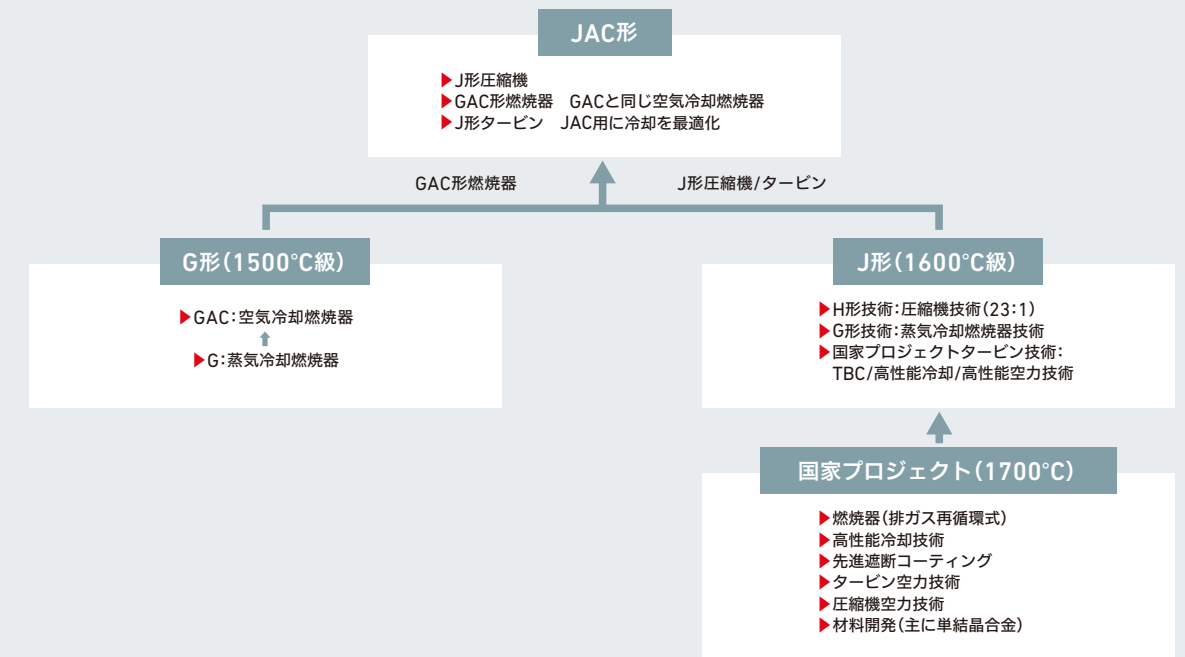 JAC形
▶J形圧縮機
▶GAC形燃焼器　GACと同じ空気冷却燃焼器
▶J形タービン　JAC用に冷却を最適化
GAC形燃焼器
J形圧縮機/タービン
G形(1500°C級)
▶GAC:空気冷却燃焼器
▶G:蒸気冷却燃焼器
J形(1600°C級)
▶H形技術:圧縮機技術(23:1)
▶G形技術:蒸気冷却燃焼器技術
▶国家プロジェクトタービン技術:
TBC/高性能冷却/高性能空力技術
国家プロジェクト(1700°C)
▶燃焼器(排ガス再循環式)
▶高性能冷却技術
▶先進遮断コーティング
▶タービン空力技術
▶圧縮機空力技術
▶材料開発(主に単結晶合金)